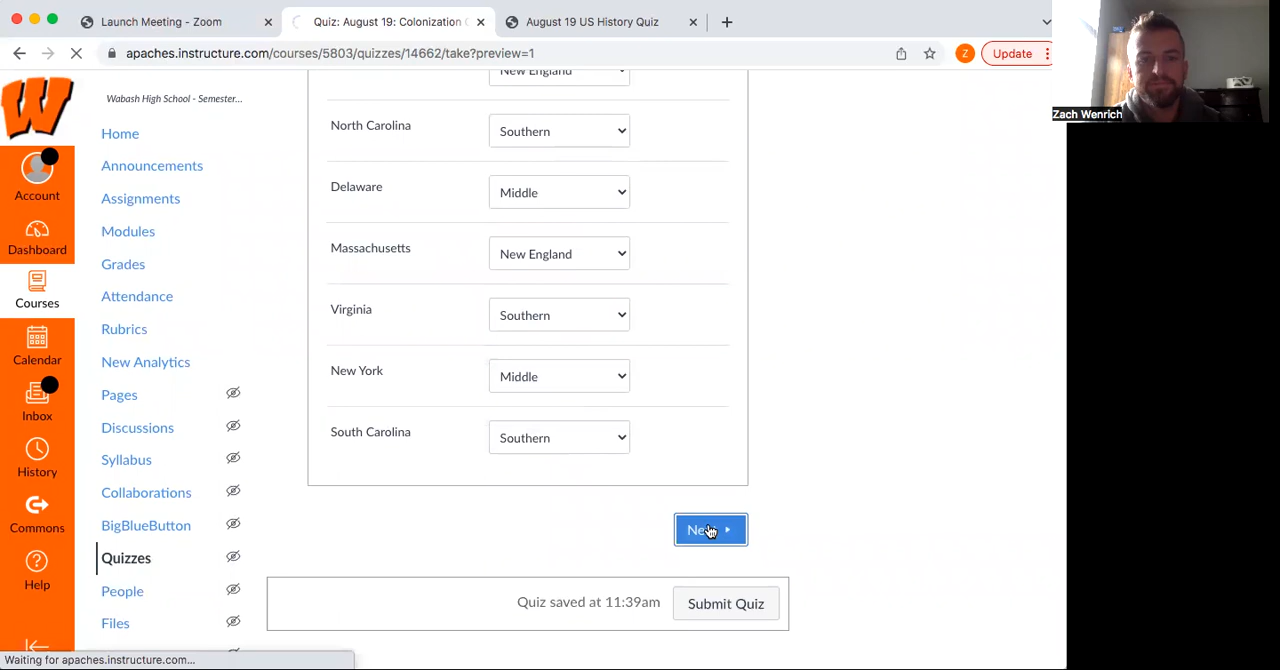 Launch Meeting - Zoom
Quiz: August 19: Colonization
August 19 US History Quiz
apaches.instructure.com/courses/5803/quizzes/14662/take?preview=1
Z
Update
Zach Wenrich
W
Account
Dashboard
Courses
Calendar
Inbox
History
Commons
Help
Wabash High School - Semester...
Home
Announcements
Assignments
Modules
Grades
Attendance
Rubrics
New Analytics
Pages
Discussions
Syllabus
Collaborations
BigBlueButton
Quizzes
People
Files
New England
North Carolina Southern
Delaware Middle
Massachusetts New England
Virginia Southern
New York Middle
South Carolina Southern
Quiz saved at 11:39am Submit Quiz
Waiting for apaches.instructure.com...